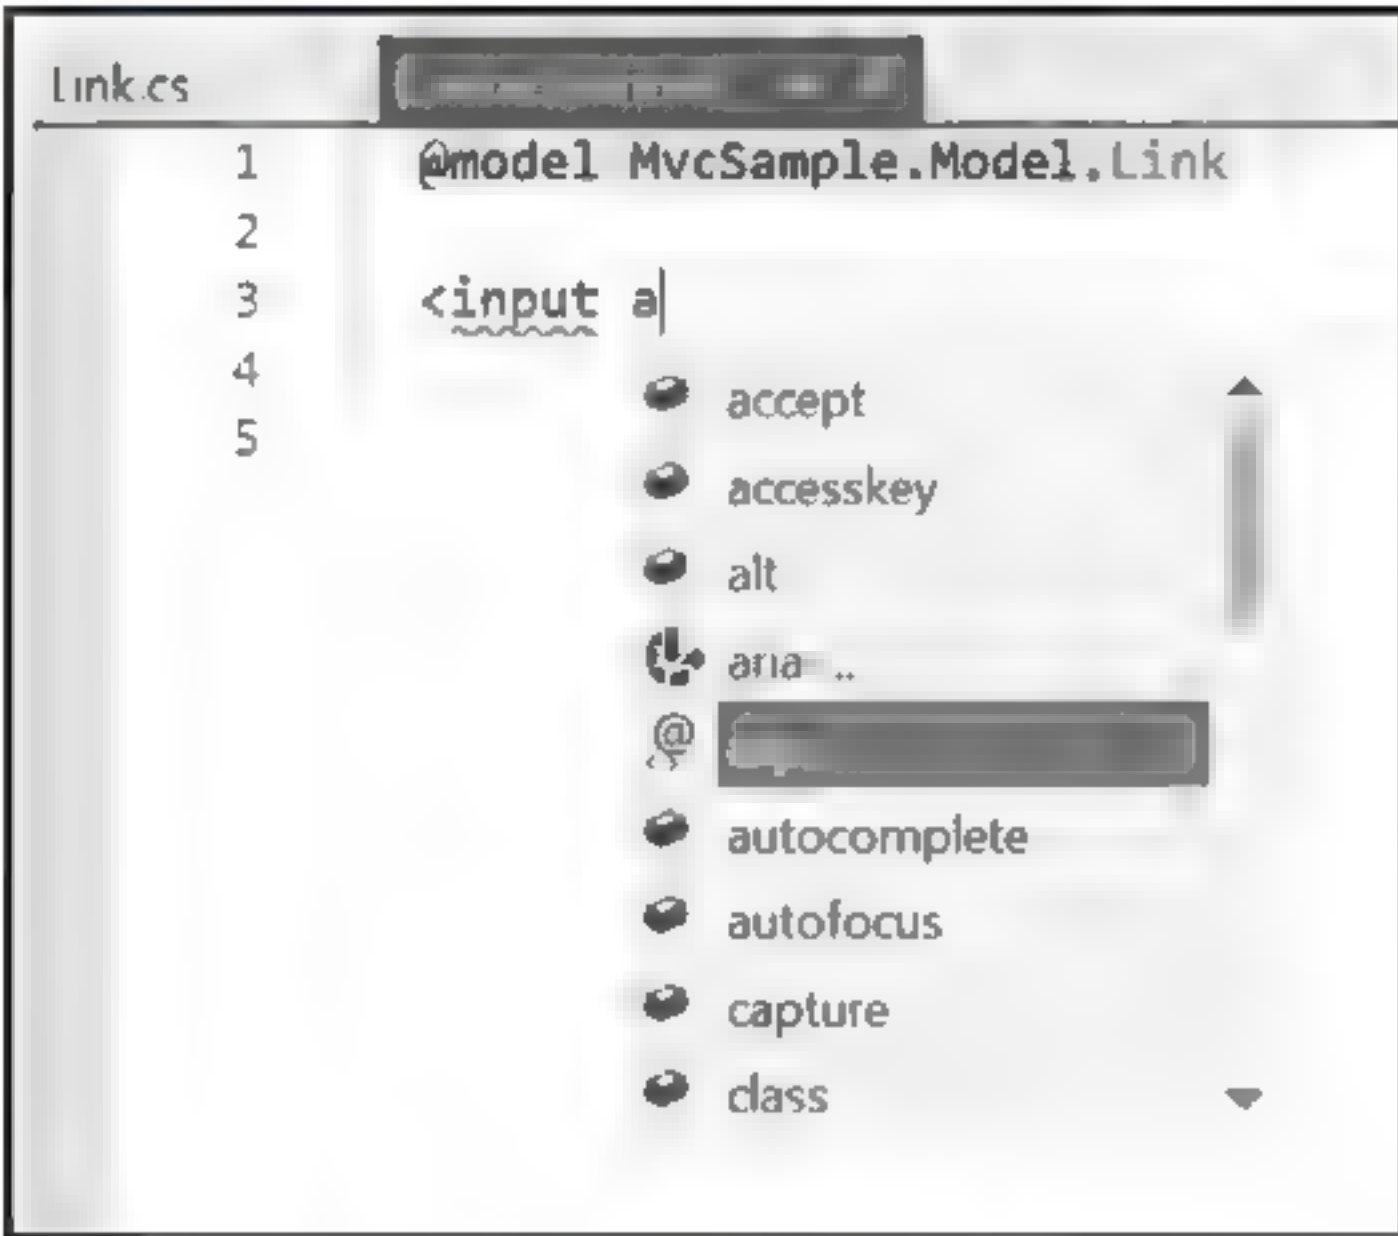 Link.cs
1 @model MvcSample.Model.Link
2
3 <input a
4
5
accept
accesskey
alt
aria-...
autocomplete
autofocus
capture
class